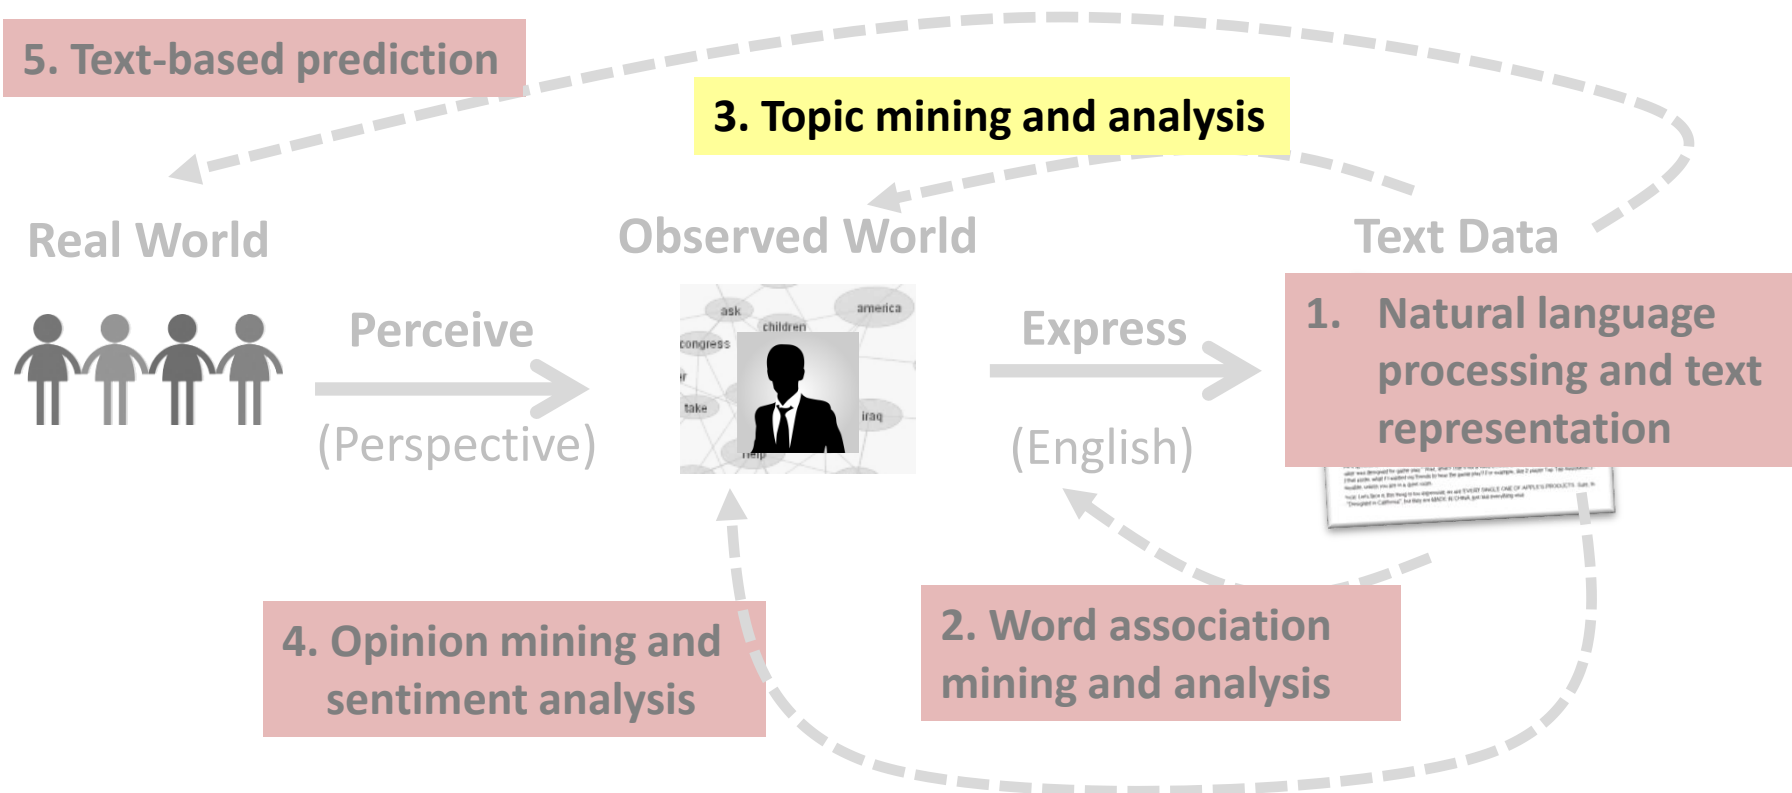 5. Text-based prediction
3. Topic mining and analysis
Real World
Observed World
Text Data
Perceive
(Perspective)
ask
america
children
congress
take
iraq
Express
(English)
1. Natural language
processing and text
representation
4. Opinion mining and
sentiment analysis
2. Word association
mining and analysis